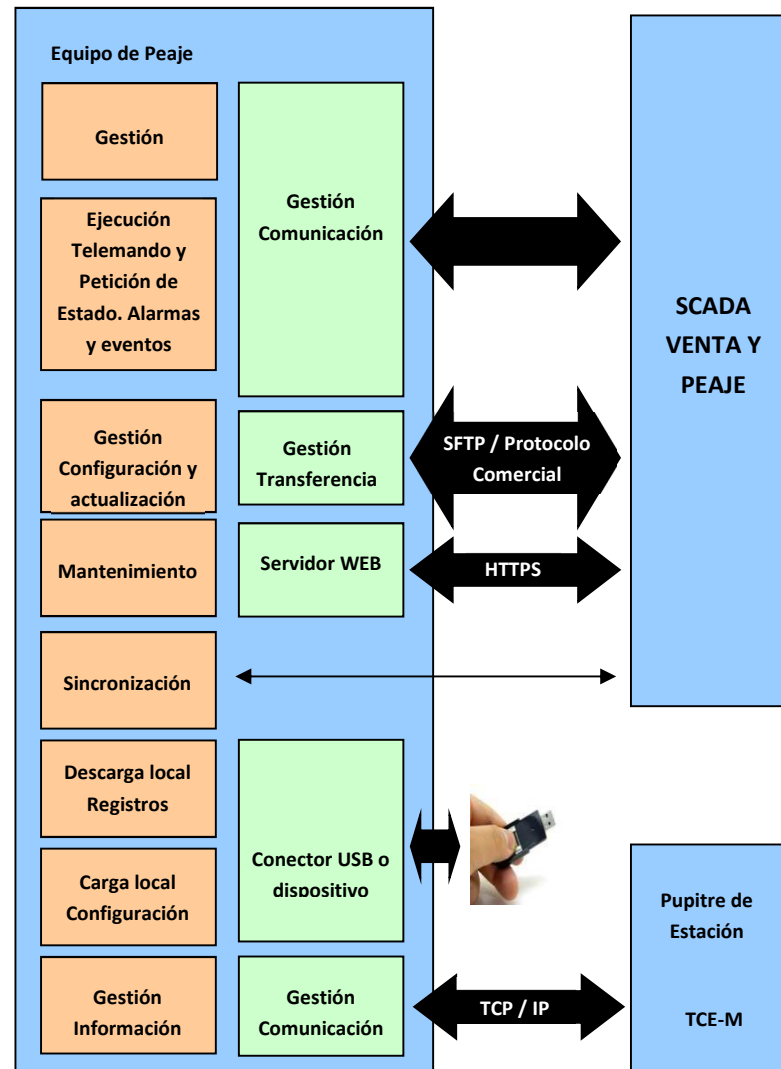 Equipo de Peaje
Gestión
Ejecución
Telemando y
Petición de
Estado. Alarmas
y eventos
Gestión
Configuración y
actualización
Mantenimiento
Sincronización
Descarga local
Registros
Carga local
Configuración
Gestión
Información
Gestión
Comunicación
Gestión
Transferencia
Servidor WEB
Conector USB o
dispositivo
Gestión
Comunicación
SFTP / Protocolo
Comercial
HTTPS
TCP / IP
SCADA
VENTA Y
PEAJE
Pupitre de
Estación
TCE-M